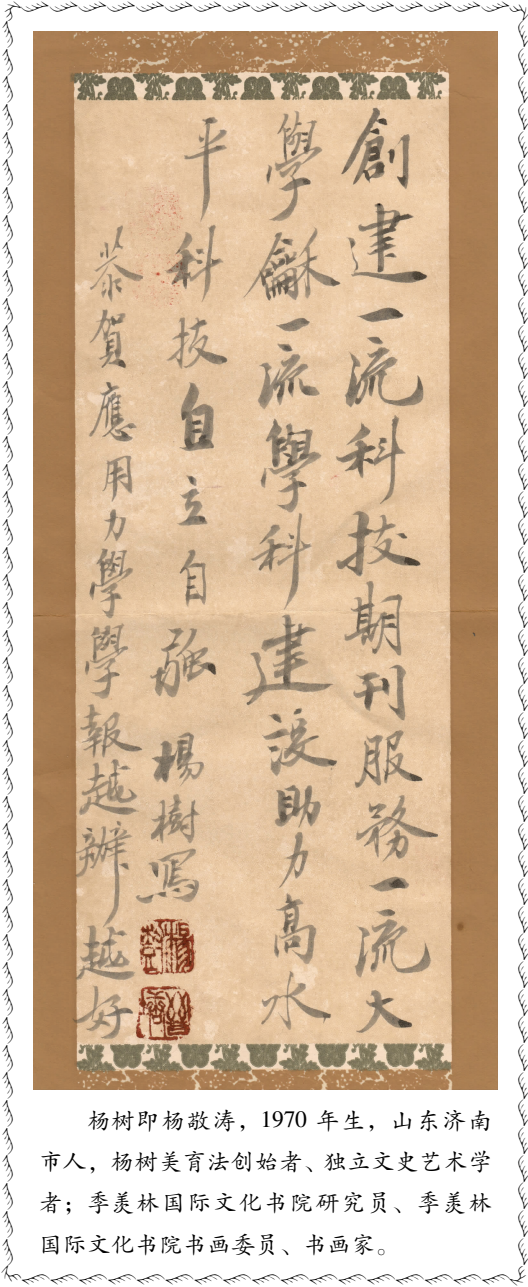 創建一流科技期刊服務一流大
學龢一流學科建設助力高水
平科技自立自強 楊樹寫
恭賀應用力學學報越辦越好
杨树即杨敬涛，1970 年生，山东济南
市人，杨树美育法创始者、独立文史艺术学
者；季羡林国际文化书院研究员、季羡林
国际文化书院书画委员、书画家。